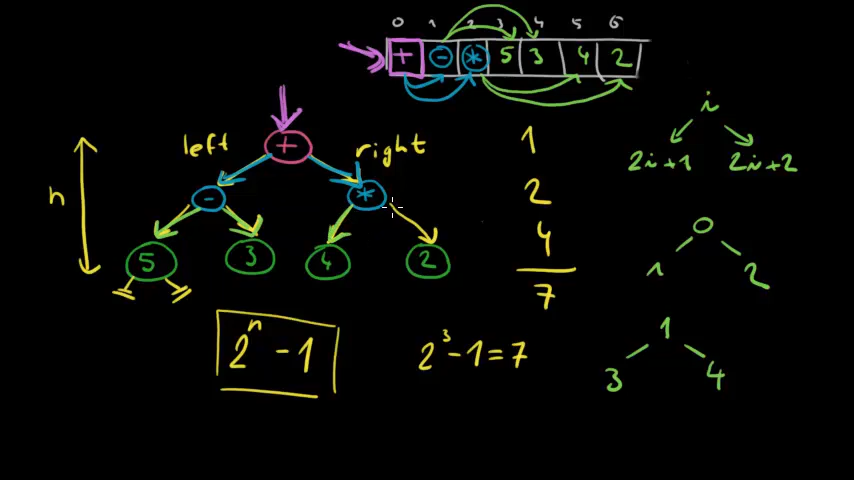 0 1 2 3 4 5 6
+ - * 5 3 4 2
i
2i+1 2i+2
left + right
- *
n
5 3 4 2
1
2
4
7
0
1 2
1
3 4
2^n - 1
2^3 - 1 = 7